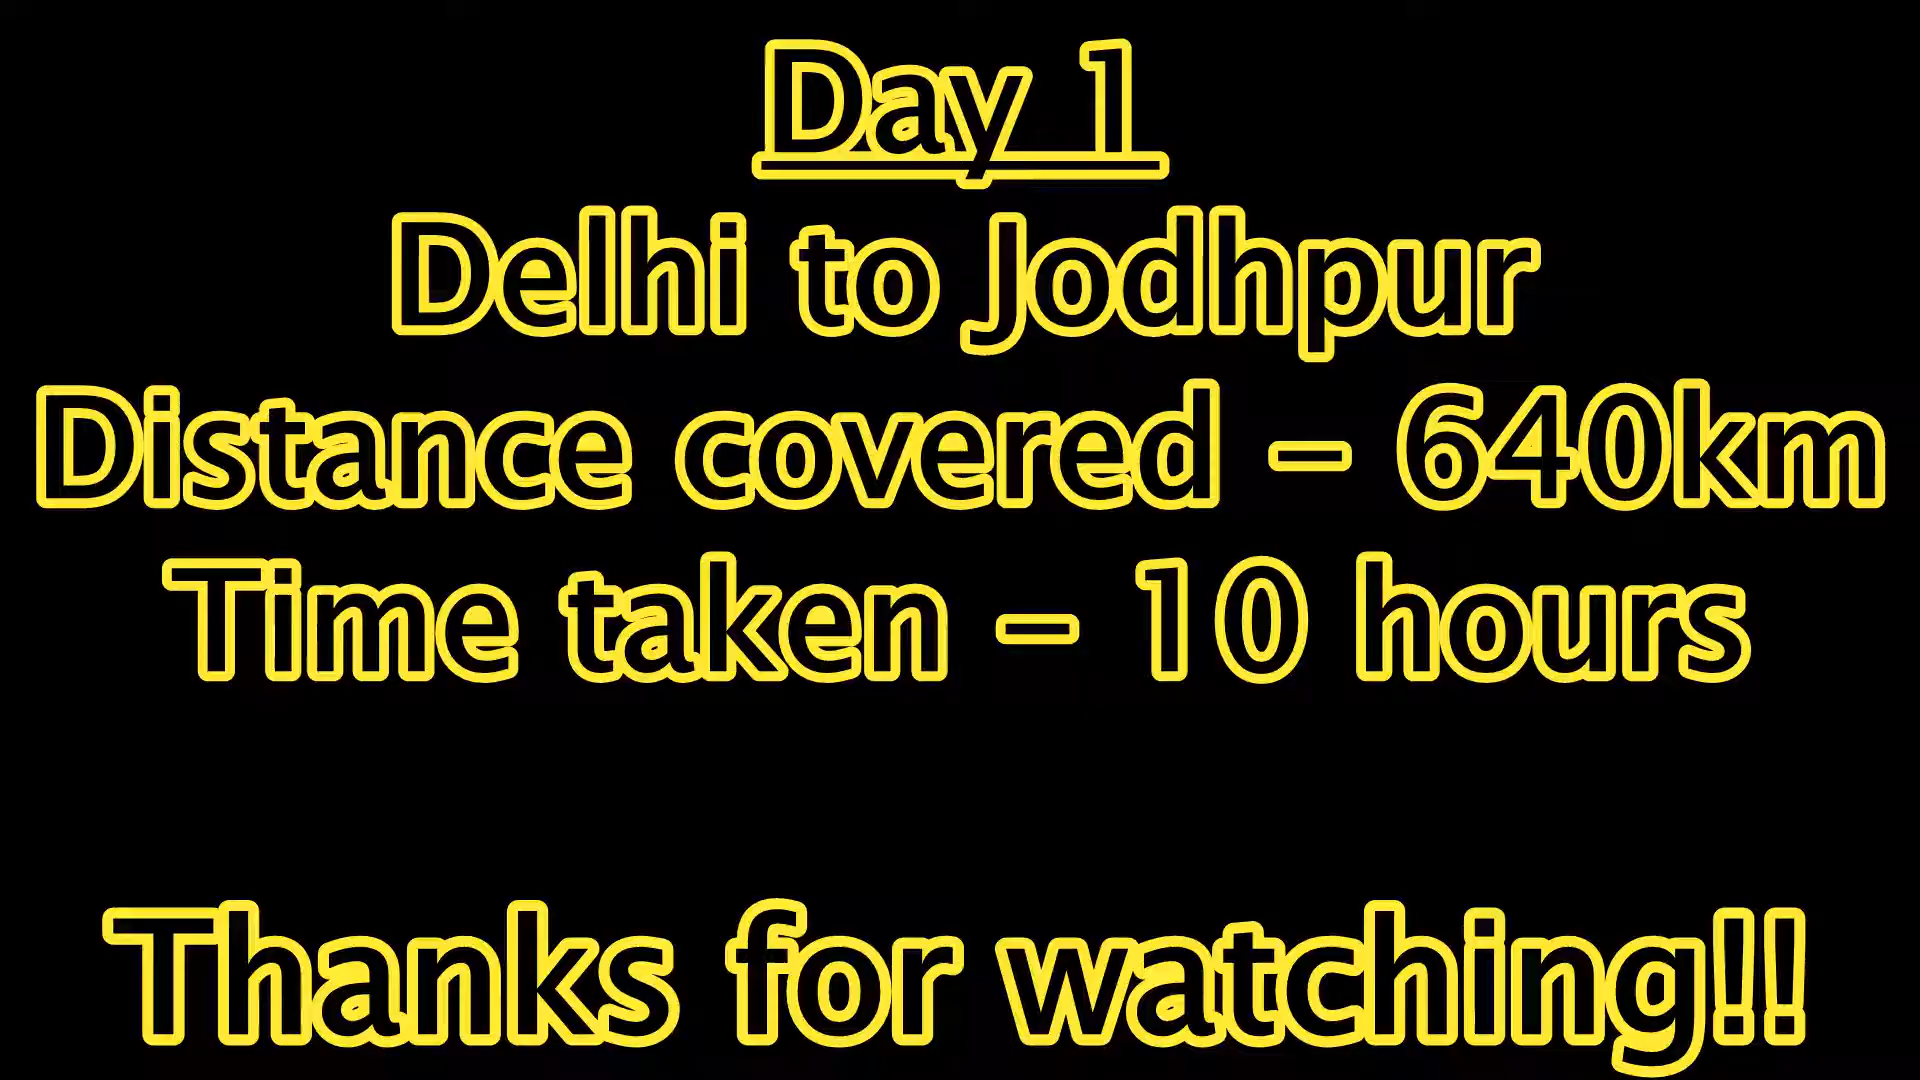 Day 1
Delhi to Jodhpur
Distance covered - 640km
Time taken - 10 hours
Thanks for watching!!